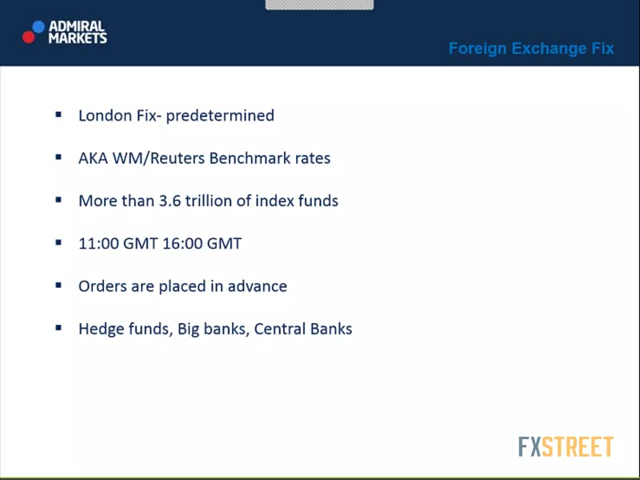 ADMIRAL
MARKETS
Foreign Exchange Fix
▪ London Fix- predetermined
▪ AKA WM/Reuters Benchmark rates
▪ More than 3.6 trillion of index funds
▪ 11:00 GMT 16:00 GMT
▪ Orders are placed in advance
▪ Hedge funds, Big banks, Central Banks
FXSTREET